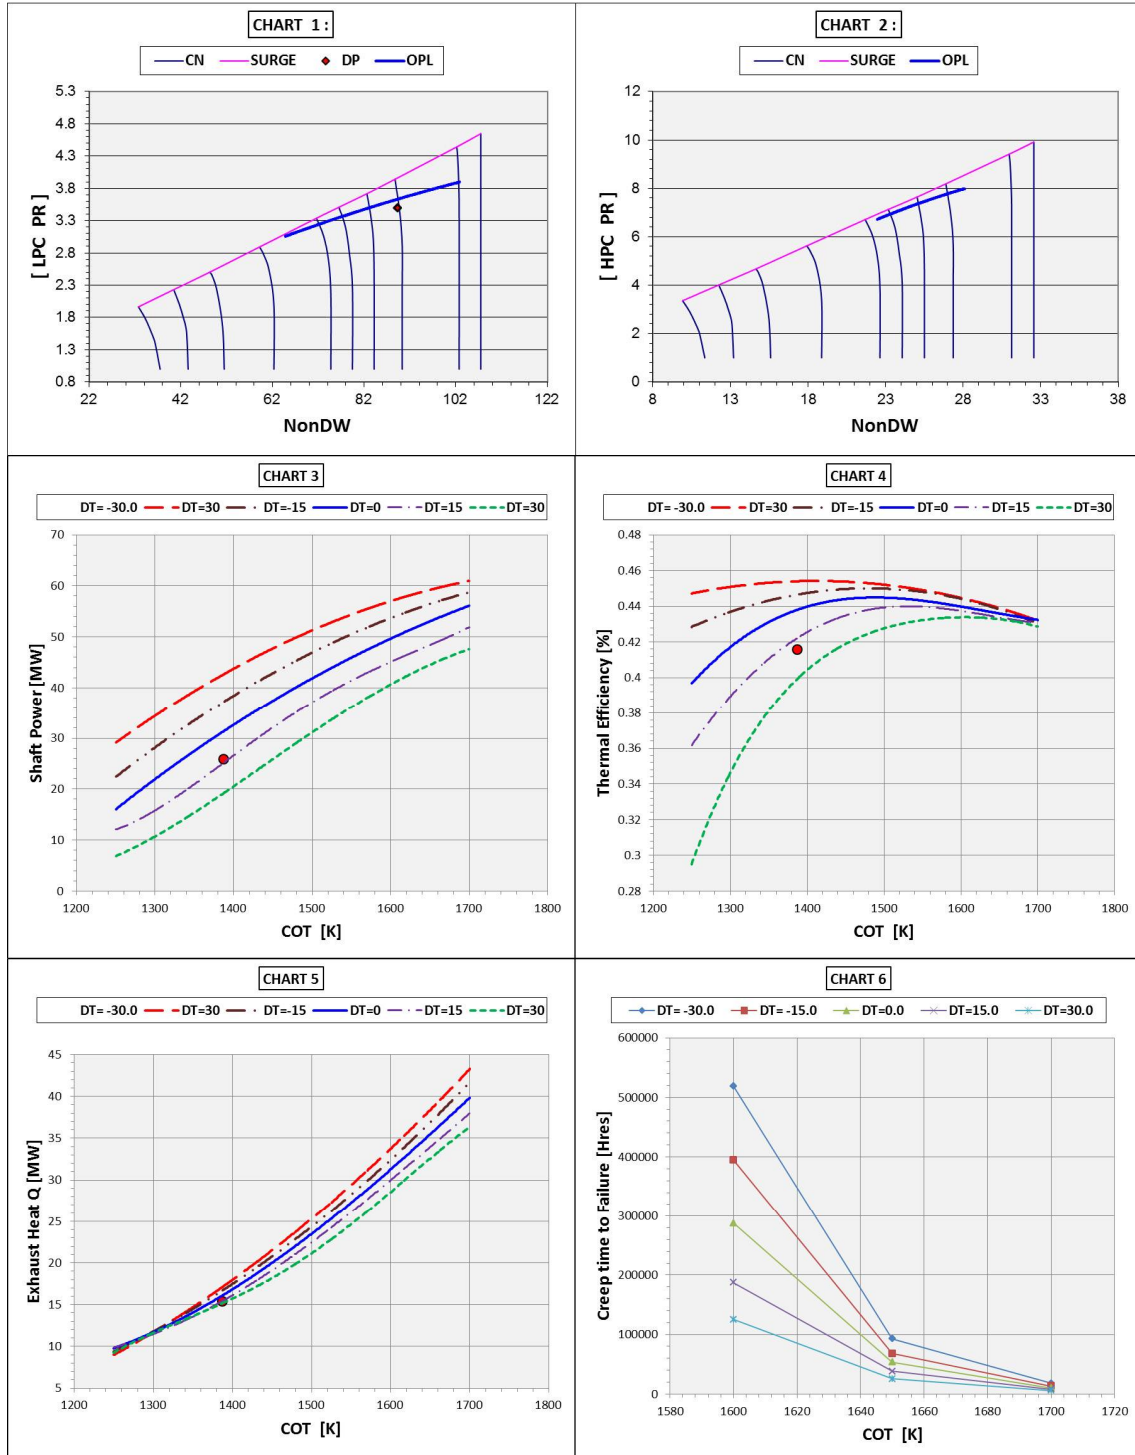 CHART 1 :
CN SURGE DP OPL
[ LPC PR ]
5.3
4.8
4.3
3.8
3.3
2.8
2.3
1.8
1.3
0.8
22 42 62 82 102 122
NonDW
CHART 2 :
CN SURGE OPL
[ HPC PR ]
12
10
8
6
4
2
0
8 13 18 23 28 33 38
NonDW
CHART 3
DT= -30.0 DT=30 DT=-15 DT=0 DT=15 DT=30
Shaft Power [MW]
70
60
50
40
30
20
10
0
1200 1300 1400 1500 1600 1700 1800
COT [K]
CHART 4
DT= -30.0 DT=30 DT=-15 DT=0 DT=15 DT=30
Thermal Efficiency [%]
0.48
0.46
0.44
0.42
0.4
0.38
0.36
0.34
0.32
0.3
0.28
1200 1300 1400 1500 1600 1700 1800
COT [K]
CHART 5
DT= -30.0 DT=30 DT=-15 DT=0 DT=15 DT=30
Exhaust Heat Q [MW]
45
40
35
30
25
20
15
10
5
1200 1300 1400 1500 1600 1700 1800
COT [K]
CHART 6
DT= -30.0 DT= -15.0 DT=0.0 DT=15.0 DT=30.0
Creep time to Failure [Hres]
600000
500000
400000
300000
200000
100000
0
1580 1600 1620 1640 1660 1680 1700 1720
COT [K]